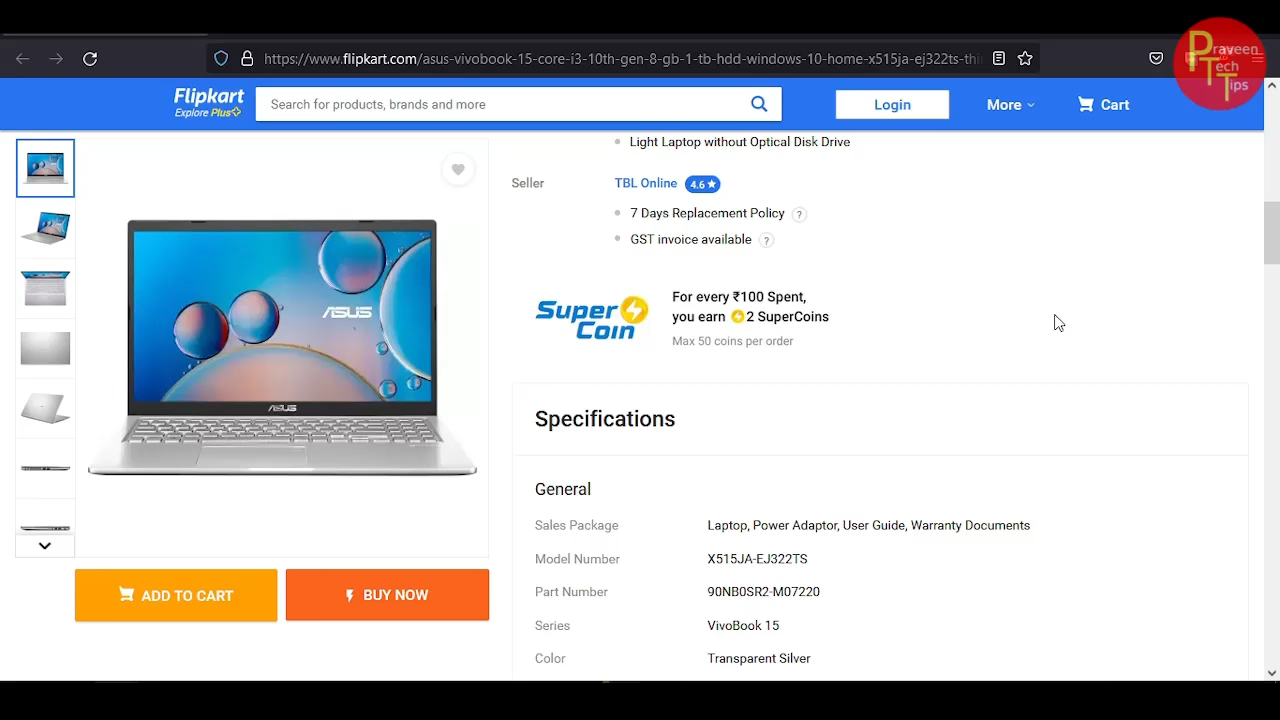 Praveen
Tech
Tips
https://www.flipkart.com/asus-vivobook-15-core-i3-10th-gen-8-gb-1-tb-hdd-windows-10-home-x515ja-ej322ts-thi
Flipkart
Explore Plus
Search for products, brands and more
Login
More
Cart
Light Laptop without Optical Disk Drive
Seller
TBL Online 4.6★
7 Days Replacement Policy ?
GST invoice available ?
Super Coin
For every ₹100 Spent,
you earn 2 SuperCoins
Max 50 coins per order
ASUS
ASUS
Specifications
General
Sales Package Laptop, Power Adaptor, User Guide, Warranty Documents
Model Number X515JA-EJ322TS
Part Number 90NB0SR2-M07220
Series VivoBook 15
Color Transparent Silver
ADD TO CART
BUY NOW